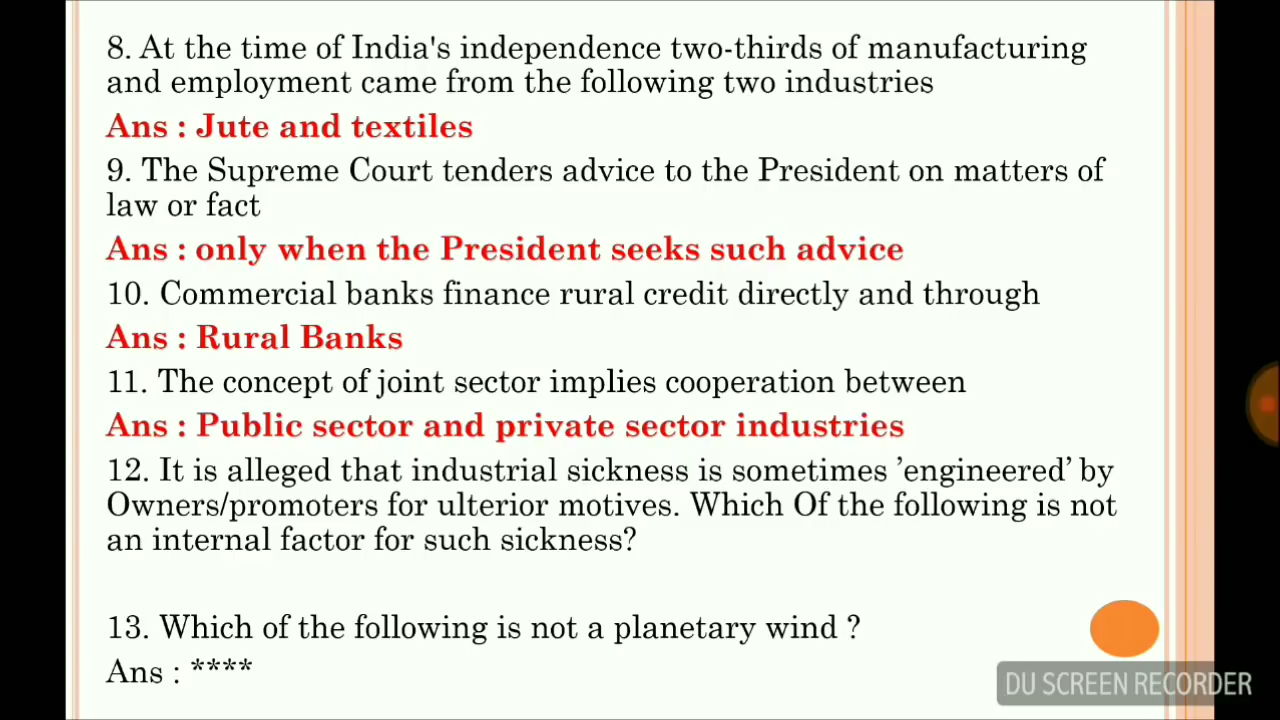 8. At the time of India's independence two-thirds of manufacturing
and employment came from the following two industries
Ans : Jute and textiles
9. The Supreme Court tenders advice to the President on matters of
law or fact
Ans : only when the President seeks such advice
10. Commercial banks finance rural credit directly and through
Ans : Rural Banks
11. The concept of joint sector implies cooperation between
Ans : Public sector and private sector industries
12. It is alleged that industrial sickness is sometimes ’engineered’ by
Owners/promoters for ulterior motives. Which Of the following is not
an internal factor for such sickness?
13. Which of the following is not a planetary wind ?
Ans : ****
DU SCREEN RECORDER